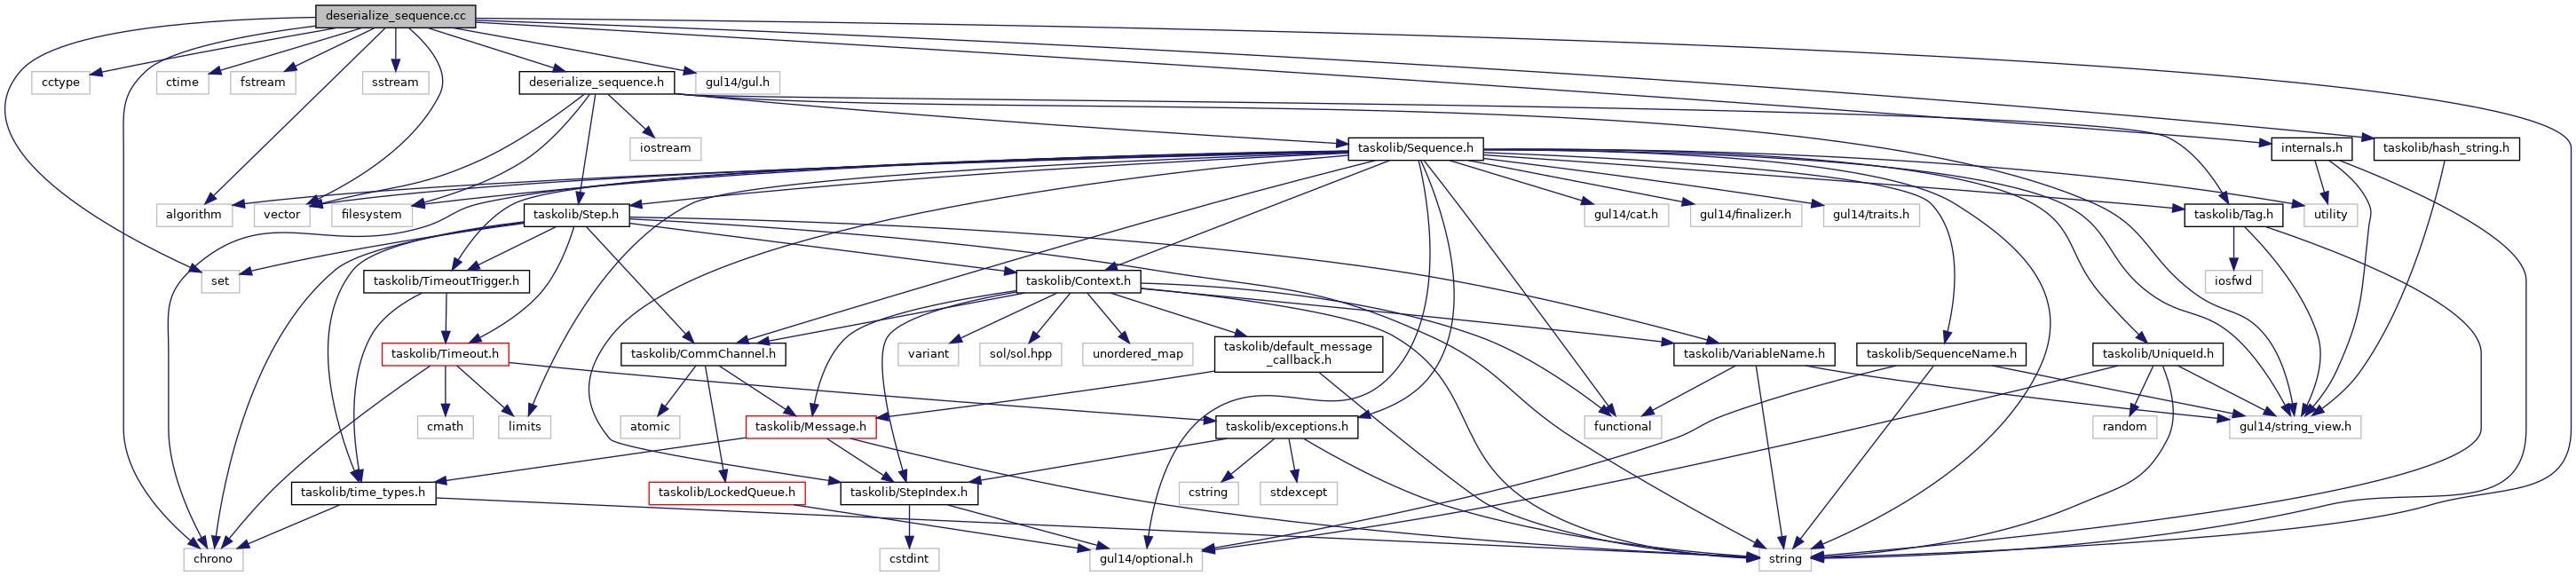 deserialize_sequence.cc
cctype
ctime
fstream
sstream
deserialize_sequence.h
gul14/gul.h
iostream
taskolib/Sequence.h
internals.h
taskolib/hash_string.h
algorithm
vector
filesystem
taskolib/Step.h
gul14/cat.h
gul14/finalizer.h
gul14/traits.h
taskolib/Tag.h
utility
set
taskolib/TimeoutTrigger.h
taskolib/Context.h
iosfwd
taskolib/Timeout.h
taskolib/CommChannel.h
variant
sol/sol.hpp
unordered_map
taskolib/default_message
_callback.h
taskolib/VariableName.h
taskolib/SequenceName.h
taskolib/UniqueId.h
cmath
limits
atomic
taskolib/Message.h
taskolib/exceptions.h
functional
random
gul14/string_view.h
taskolib/time_types.h
taskolib/LockedQueue.h
taskolib/StepIndex.h
cstring
stdexcept
chrono
cstdint
gul14/optional.h
string